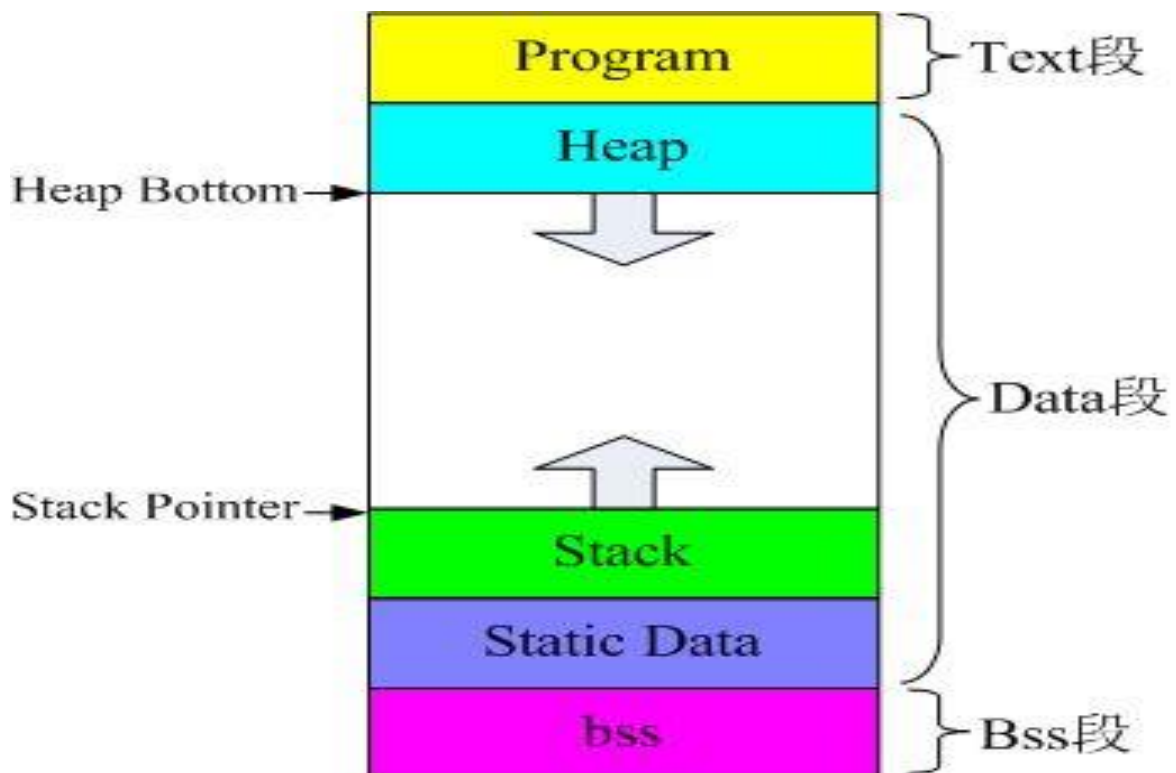 Program
Text段
Heap
Heap Bottom
Data段
Stack Pointer
Stack
Static Data
bss
Bss段